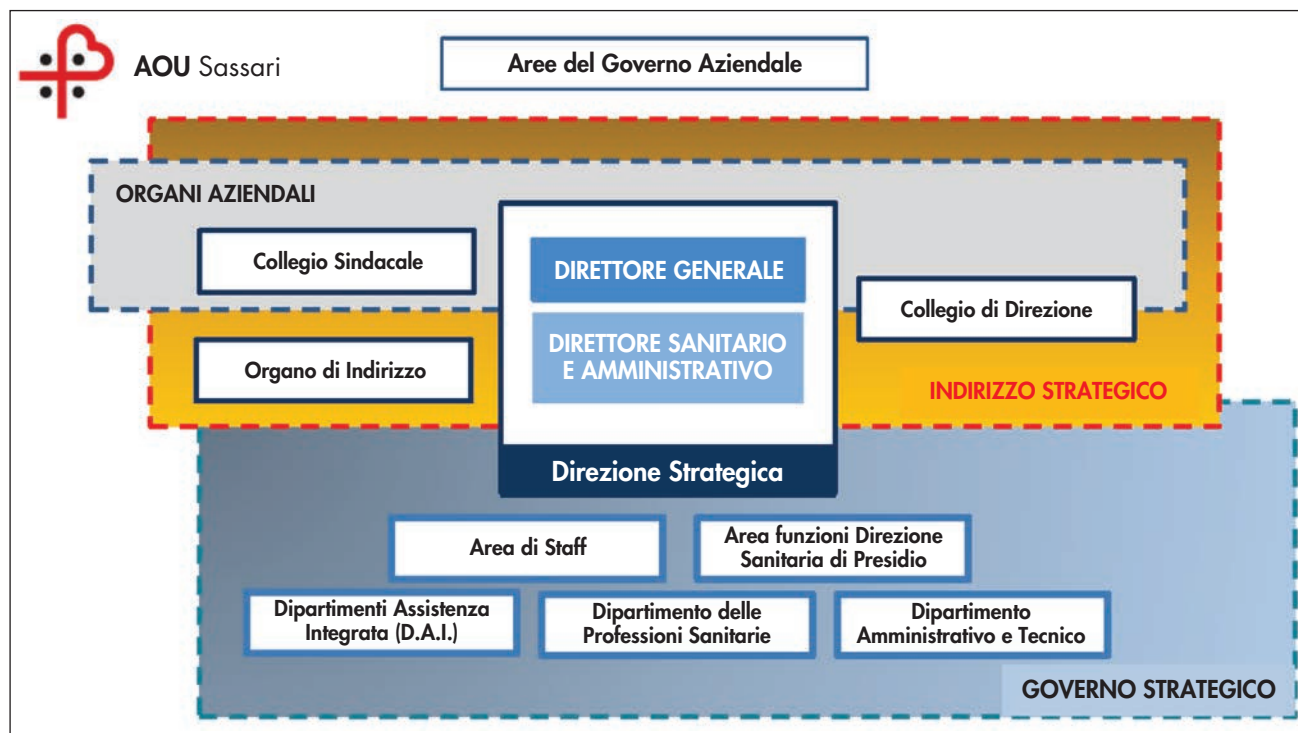 AOU Sassari
Aree del Governo Aziendale
ORGANI AZIENDALI
Collegio Sindacale
DIRETTORE GENERALE
Collegio di Direzione
DIRETTORE SANITARIO
E AMMINISTRATIVO
Organo di Indirizzo
INDIRIZZO STRATEGICO
Direzione Strategica
Area di Staff
Area funzioni Direzione
Sanitaria di Presidio
Dipartimenti Assistenza
Integrata (D.A.I.)
Dipartimento delle
Professioni Sanitarie
Dipartimento
Amministrativo e Tecnico
GOVERNO STRATEGICO